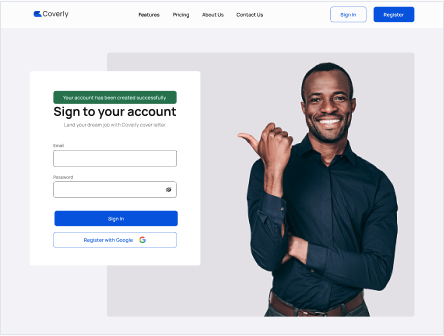 Coverly
Features Pricing About Us Contact Us Sign In Register
Your account has been created successfully
Sign to your account
Land your dream job with Coverly cover letter
Email
Password
Sign In
Register with Google